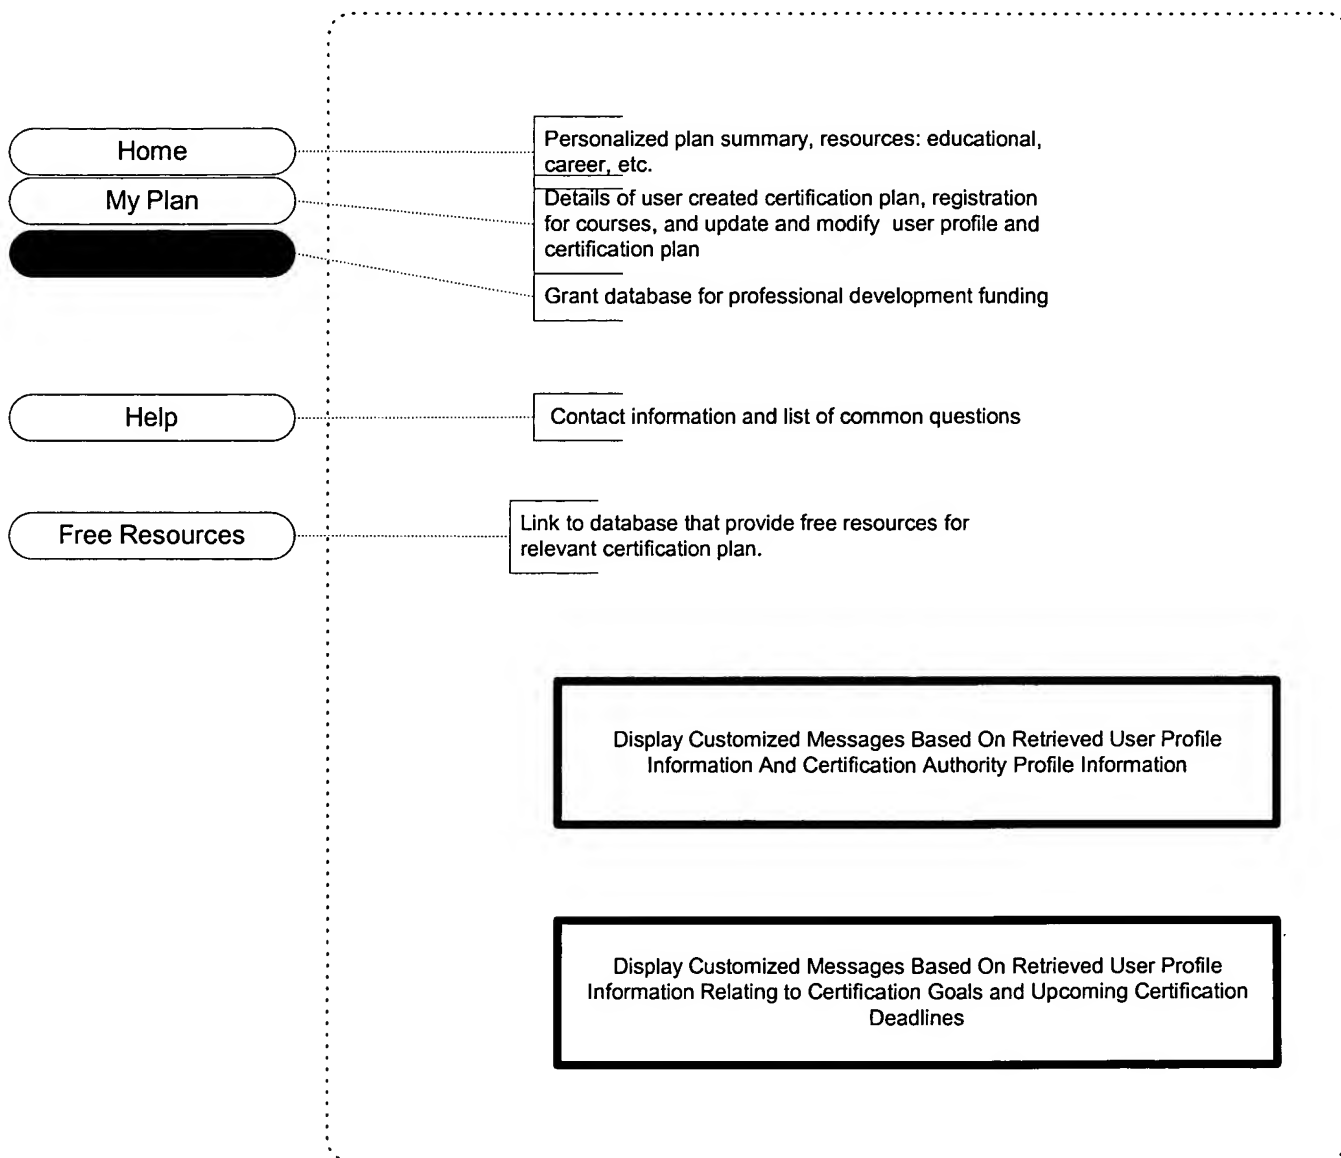 Home
Personalized plan summary, resources: educational,
career, etc.
My Plan
Details of user created certification plan, registration
for courses, and update and modify user profile and
certification plan
Grant database for professional development funding
Help
Contact information and list of common questions
Free Resources
Link to database that provide free resources for
relevant certification plan.
Display Customized Messages Based On Retrieved User Profile
Information And Certification Authority Profile Information
Display Customized Messages Based On Retrieved User Profile
Information Relating to Certification Goals and Upcoming Certification
Deadlines